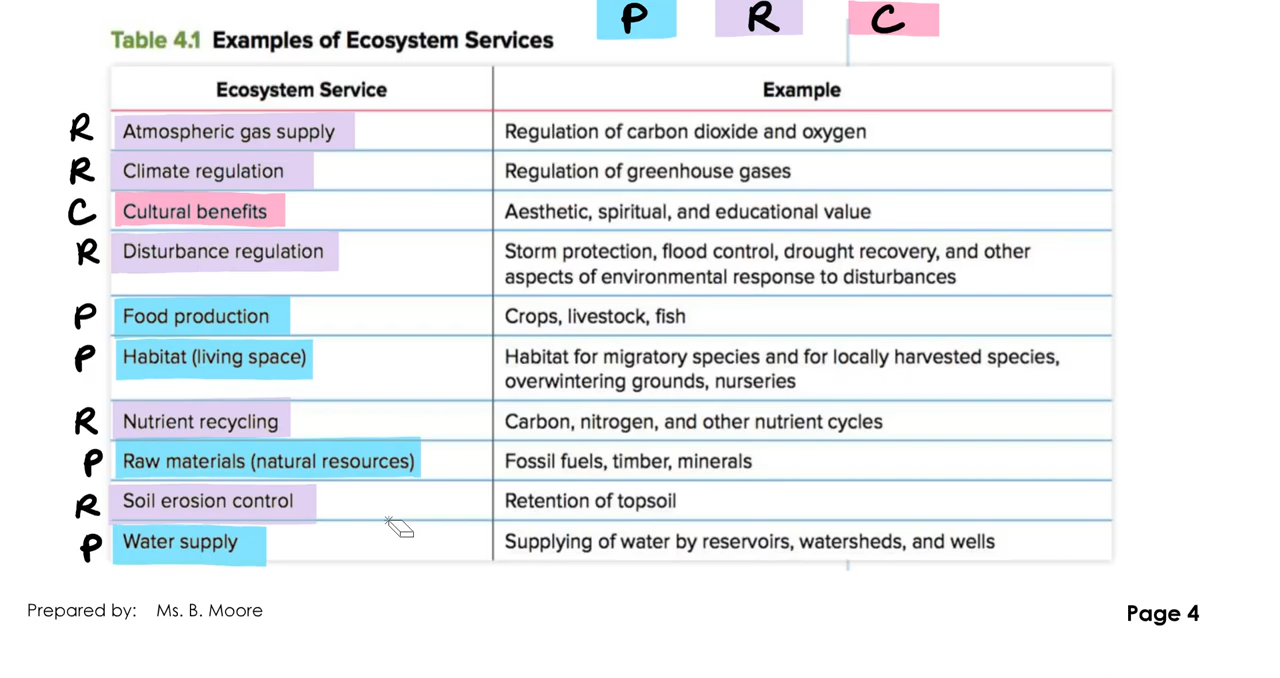 P R C
Table 4.1 Examples of Ecosystem Services
Ecosystem Service Example
R Atmospheric gas supply Regulation of carbon dioxide and oxygen
R Climate regulation Regulation of greenhouse gases
C Cultural benefits Aesthetic, spiritual, and educational value
R Disturbance regulation Storm protection, flood control, drought recovery, and other
aspects of environmental response to disturbances
P Food production Crops, livestock, fish
P Habitat (living space) Habitat for migratory species and for locally harvested species,
overwintering grounds, nurseries
R Nutrient recycling Carbon, nitrogen, and other nutrient cycles
P Raw materials (natural resources) Fossil fuels, timber, minerals
R Soil erosion control Retention of topsoil
P Water supply Supplying of water by reservoirs, watersheds, and wells
Prepared by: Ms. B. Moore
Page 4